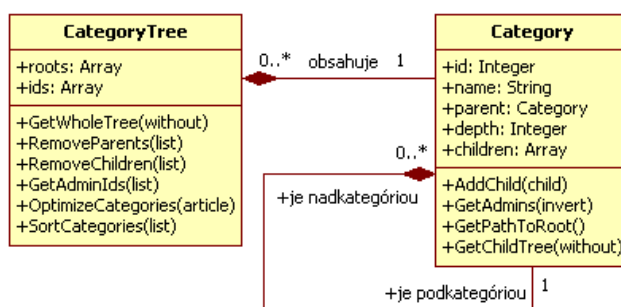 CategoryTree
+roots: Array
+ids: Array
+GetWholeTree(without)
+RemoveParents(list)
+RemoveChildren(list)
+GetAdminIds(list)
+OptimizeCategories(article)
+SortCategories(list)
0..* obsahuje 1
Category
+id: Integer
+name: String
+parent: Category
+depth: Integer
+children: Array
+AddChild(child)
+GetAdmins(invert)
+GetPathToRoot()
+GetChildTree(without)
0..*
+je nadkategóriou
+je podkategóriou 1